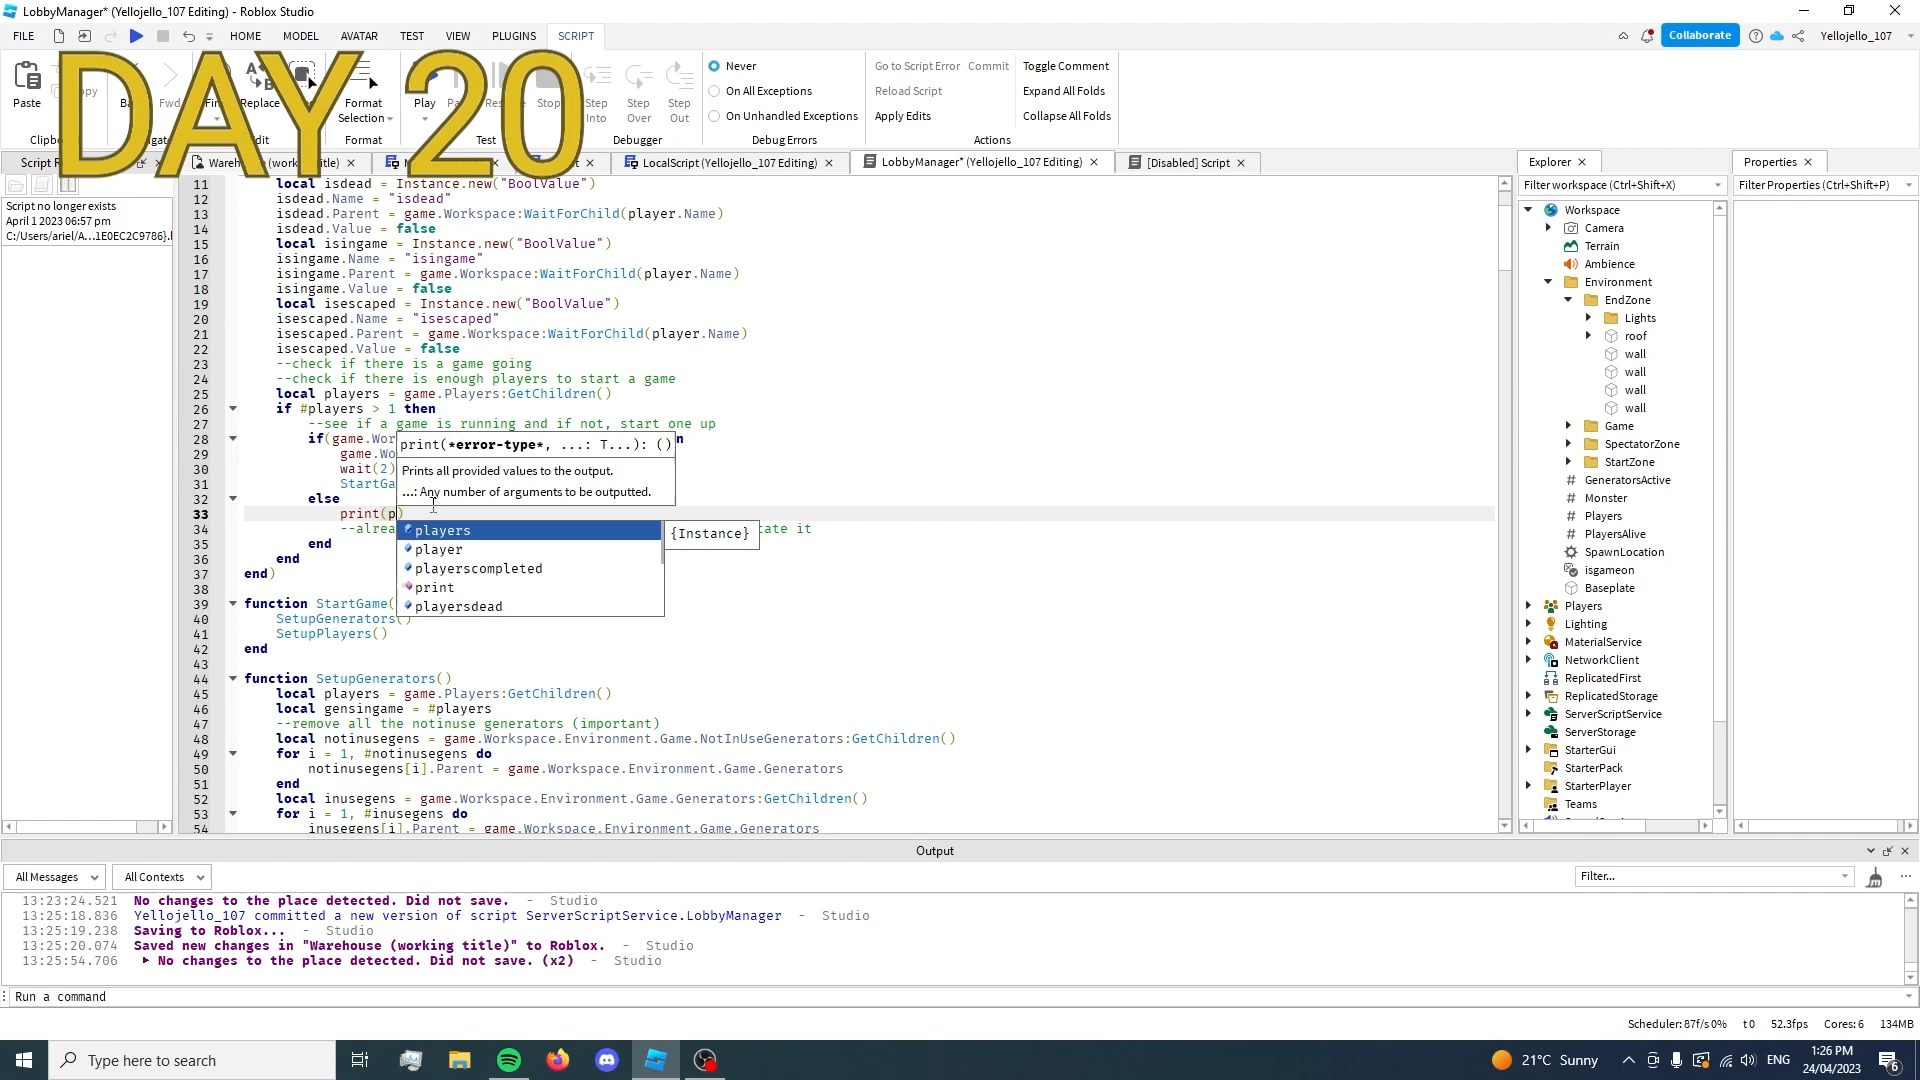 LobbyManager* (Yellojello_107 Editing) - Roblox Studio
FILE HOME MODEL AVATAR TEST VIEW PLUGINS SCRIPT Collaborate Yellojello_107
DAY 20
Paste
Replace
Format
Selection
Play
Stop
Step
Into
Step
Over
Step
Out
Format Test Debugger
Never
On All Exceptions
On Unhandled Exceptions
Debug Errors
Go to Script Error Commit
Reload Script
Apply Edits
Toggle Comment
Expand All Folds
Collapse All Folds
Actions
LocalScript (Yellojello_107 Editing)
LobbyManager* (Yellojello_107 Editing)
[Disabled] Script
Script no longer exists
April 1 2023 06:57 pm
C:/Users/ariel/A...1E0EC2C9786}.l
11 local isdead = Instance.new("BoolValue")
12 isdead.Name = "isdead"
13 isdead.Parent = game.Workspace:WaitForChild(player.Name)
14 isdead.Value = false
15 local isingame = Instance.new("BoolValue")
16 isingame.Name = "isingame"
17 isingame.Parent = game.Workspace:WaitForChild(player.Name)
18 isingame.Value = false
19 local isescaped = Instance.new("BoolValue")
20 isescaped.Name = "isescaped"
21 isescaped.Parent = game.Workspace:WaitForChild(player.Name)
22 isescaped.Value = false
23 --check if there is a game going
24 --check if there is enough players to start a game
25 local players = game.Players:GetChildren()
26 if #players > 1 then
27 --see if a game is running and if not, start one up
28 if(game.Wor n
29 game.Wo
30 wait(2)
31 StartGa
32 else
33 print(p)
34 --alrea ate it
35 end
36 end
37 end)
38
39 function StartGame(
40 SetupGenerators()
41 SetupPlayers()
42 end
43
44 function SetupGenerators()
45 local players = game.Players:GetChildren()
46 local gensingame = #players
47 --remove all the notinuse generators (important)
48 local notinusegens = game.Workspace.Environment.Game.NotInUseGenerators:GetChildren()
49 for i = 1, #notinusegens do
50 notinusegens[i].Parent = game.Workspace.Environment.Game.Generators
51 end
52 local inusegens = game.Workspace.Environment.Game.Generators:GetChildren()
53 for i = 1, #inusegens do
54 inusegens[i].Parent = game.Workspace.Environment.Game.Generators
print(*error-type*, ...: T...): ()
Prints all provided values to the output.
...: Any number of arguments to be outputted.
players
player
playerscompleted
print
playersdead
{Instance}
Explorer
Filter workspace (Ctrl+Shift+X)
Workspace
Camera
Terrain
Ambience
Environment
EndZone
Lights
roof
wall
wall
wall
wall
Game
SpectatorZone
StartZone
GeneratorsActive
Monster
Players
PlayersAlive
SpawnLocation
isgameon
Baseplate
Players
Lighting
MaterialService
NetworkClient
ReplicatedFirst
ReplicatedStorage
ServerScriptService
ServerStorage
StarterGui
StarterPack
StarterPlayer
Teams
Properties
Filter Properties (Ctrl+Shift+P)
Output
All Messages All Contexts Filter...
13:23:24.521 No changes to the place detected. Did not save. - Studio
13:25:18.836 Yellojello_107 committed a new version of script ServerScriptService.LobbyManager - Studio
13:25:19.238 Saving to Roblox... - Studio
13:25:20.074 Saved new changes in "Warehouse (working title)" to Roblox. - Studio
13:25:54.706 No changes to the place detected. Did not save. (x2) - Studio
Run a command
Scheduler: 87f/s 0% t 0 52.3fps Cores: 6 134MB
Type here to search
21°C Sunny
ENG
1:26 PM
24/04/2023
6